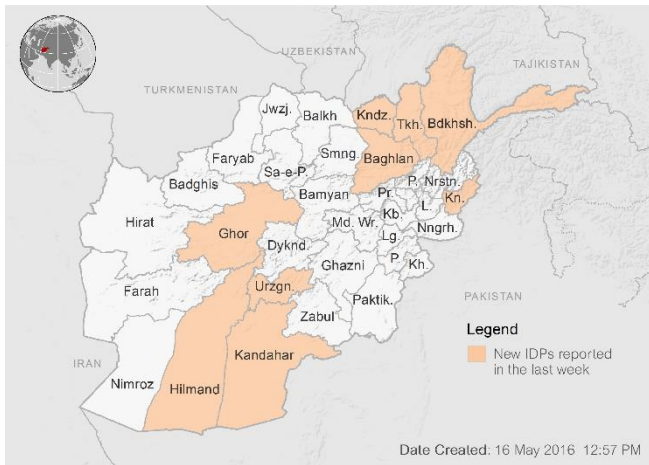 UZBEKISTAN
TAJIKISTAN
TURKMENISTAN
Jwzj.
Balkh
Kndz.
Tkh.
Bdkhsh.
Faryab
Smng.
Baghlan
Sa-e-P.
Badghis
Bamyan
P.
Nrstn.
Pr.
Kn.
Hirat
Ghor
Md. Wr.
Kb.
L.
Nngrh.
Dyknd.
Lg.
Ghazni
P.
Kh.
Farah
Urzgn.
Paktik.
Zabul
PAKISTAN
Legend
New IDPs reported
in the last week
Kandahar
IRAN
Nimroz
Hilmand
Date Created: 16 May 2016 12:57 PM